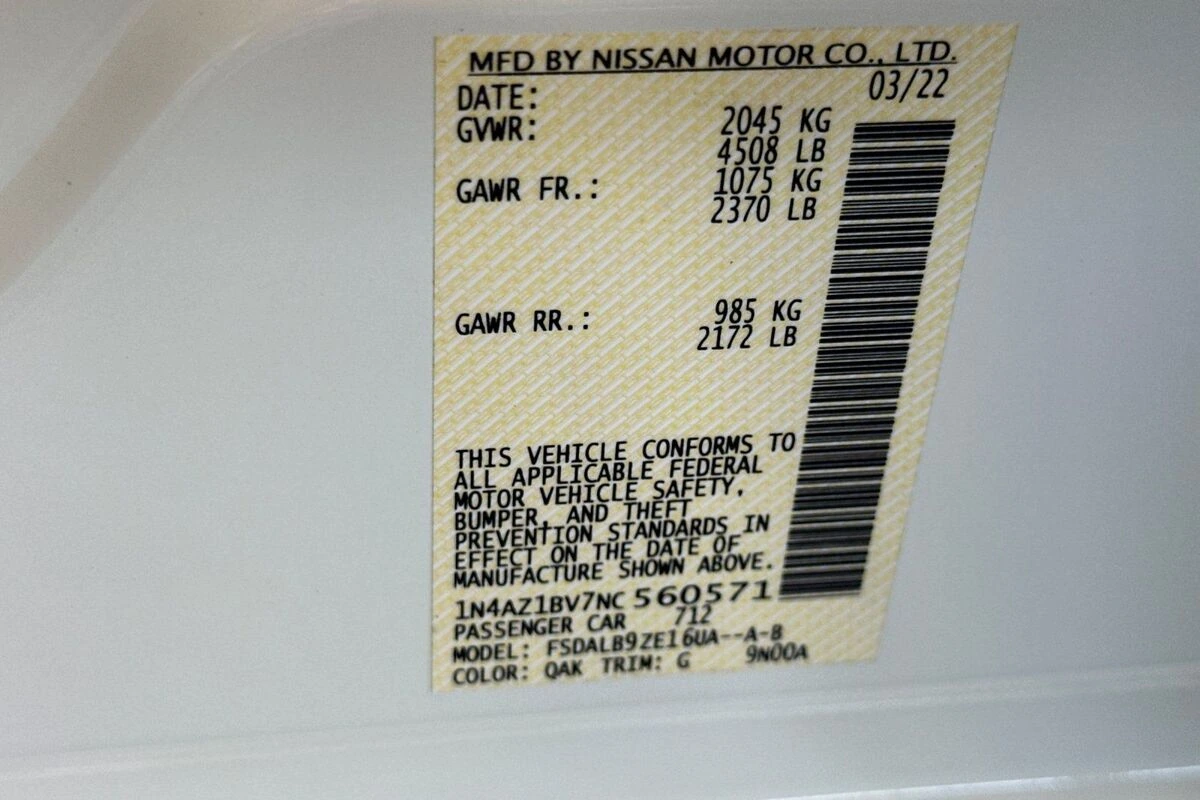 MFD BY NISSAN MOTOR CO., LTD.
DATE: 03/22
GVWR: 2045 KG
4508 LB
GAWR FR.: 1075 KG
2370 LB
GAWR RR.: 985 KG
2172 LB
THIS VEHICLE CONFORMS TO
ALL APPLICABLE FEDERAL
MOTOR VEHICLE SAFETY,
BUMPER, AND THEFT
PREVENTION STANDARDS IN
EFFECT ON THE DATE OF
MANUFACTURE SHOWN ABOVE.
1N4AZ1BV7NC 560571
PASSENGER CAR 712
MODEL: FSDALB9ZE16UA--A-B
COLOR: QAK TRIM: G 9N00A